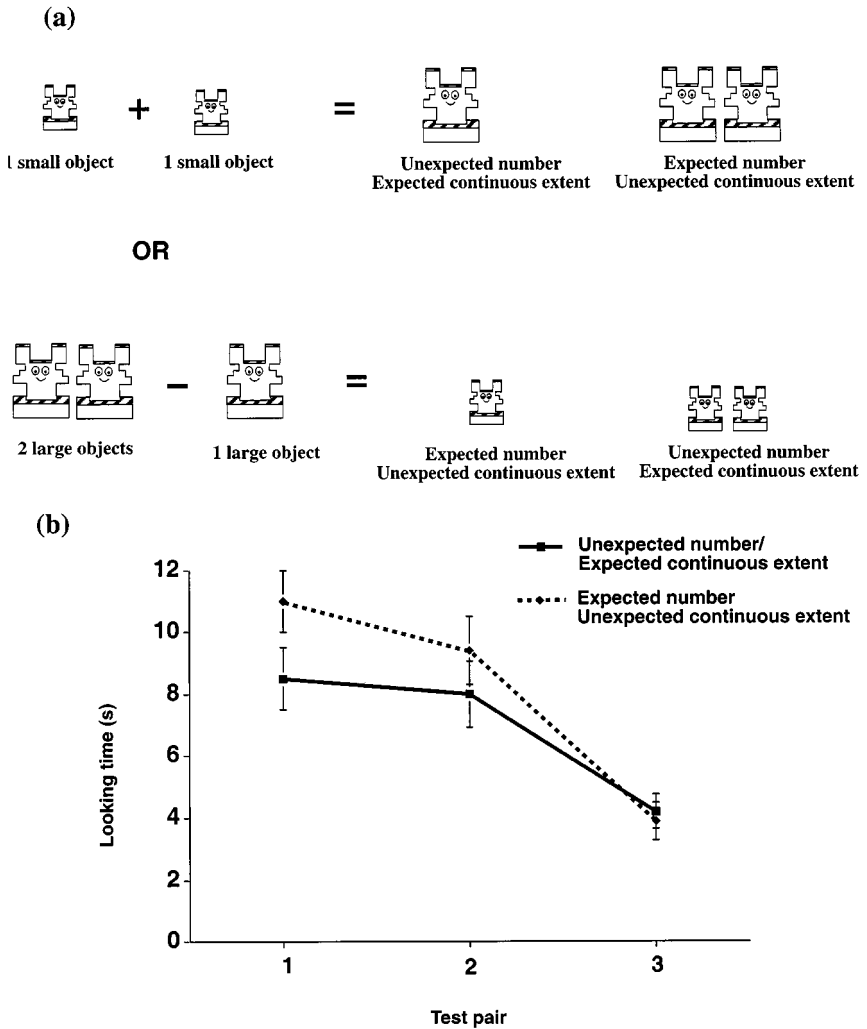 (a)
+
=
1 small object
1 small object
Unexpected number
Expected continuous extent
Expected number
Unexpected continuous extent
OR
–
=
2 large objects
1 large object
Expected number
Unexpected continuous extent
Unexpected number
Expected continuous extent
(b)
Unexpected number/
Expected continuous extent
Expected number
Unexpected continuous extent
12
10
8
6
4
2
0
Looking time (s)
1 2 3
Test pair